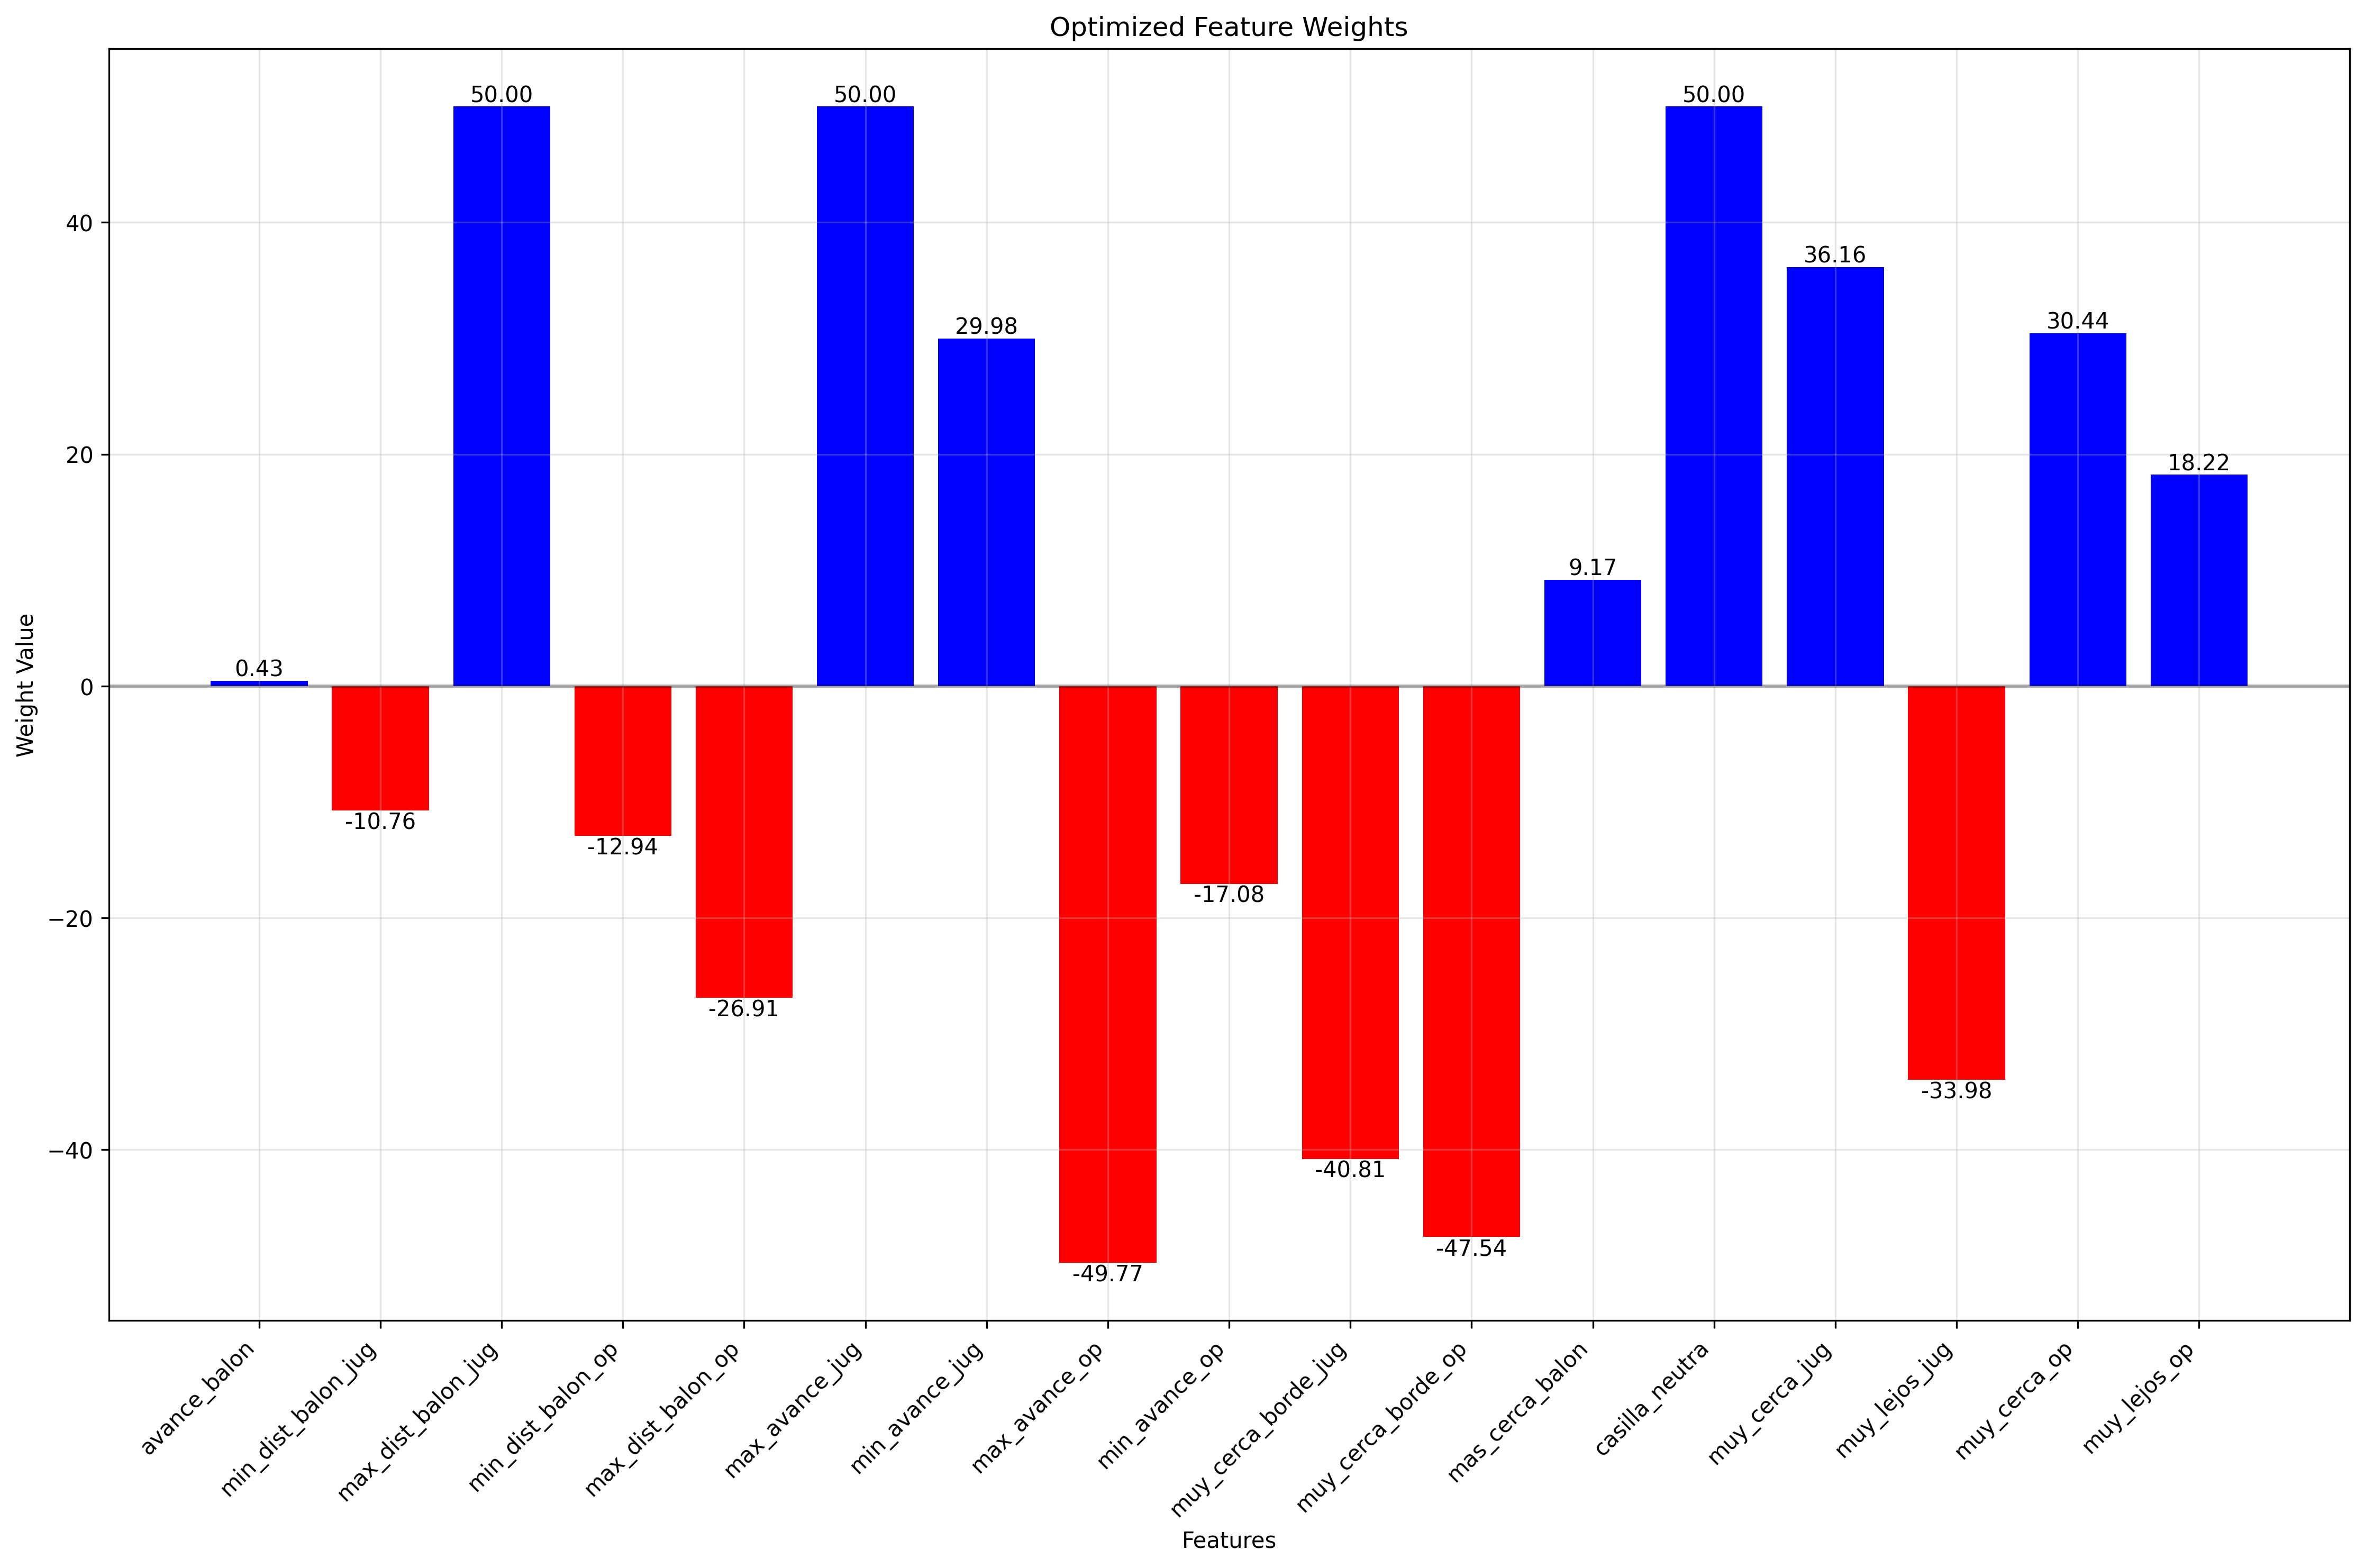 Optimized Feature Weights
50.00
50.00
50.00
40
36.16
29.98
30.44
20
18.22
9.17
0.43
0
-10.76
-12.94
-17.08
−20
-26.91
-33.98
−40
-40.81
-47.54
-49.77
Weight Value
avance_balon
min_dist_balon_jug
max_dist_balon_jug
min_dist_balon_op
max_dist_balon_op
max_avance_jug
min_avance_jug
max_avance_op
min_avance_op
muy_cerca_borde_jug
muy_cerca_borde_op
mas_cerca_balon
casilla_neutra
muy_cerca_jug
muy_lejos_jug
muy_cerca_op
muy_lejos_op
Features